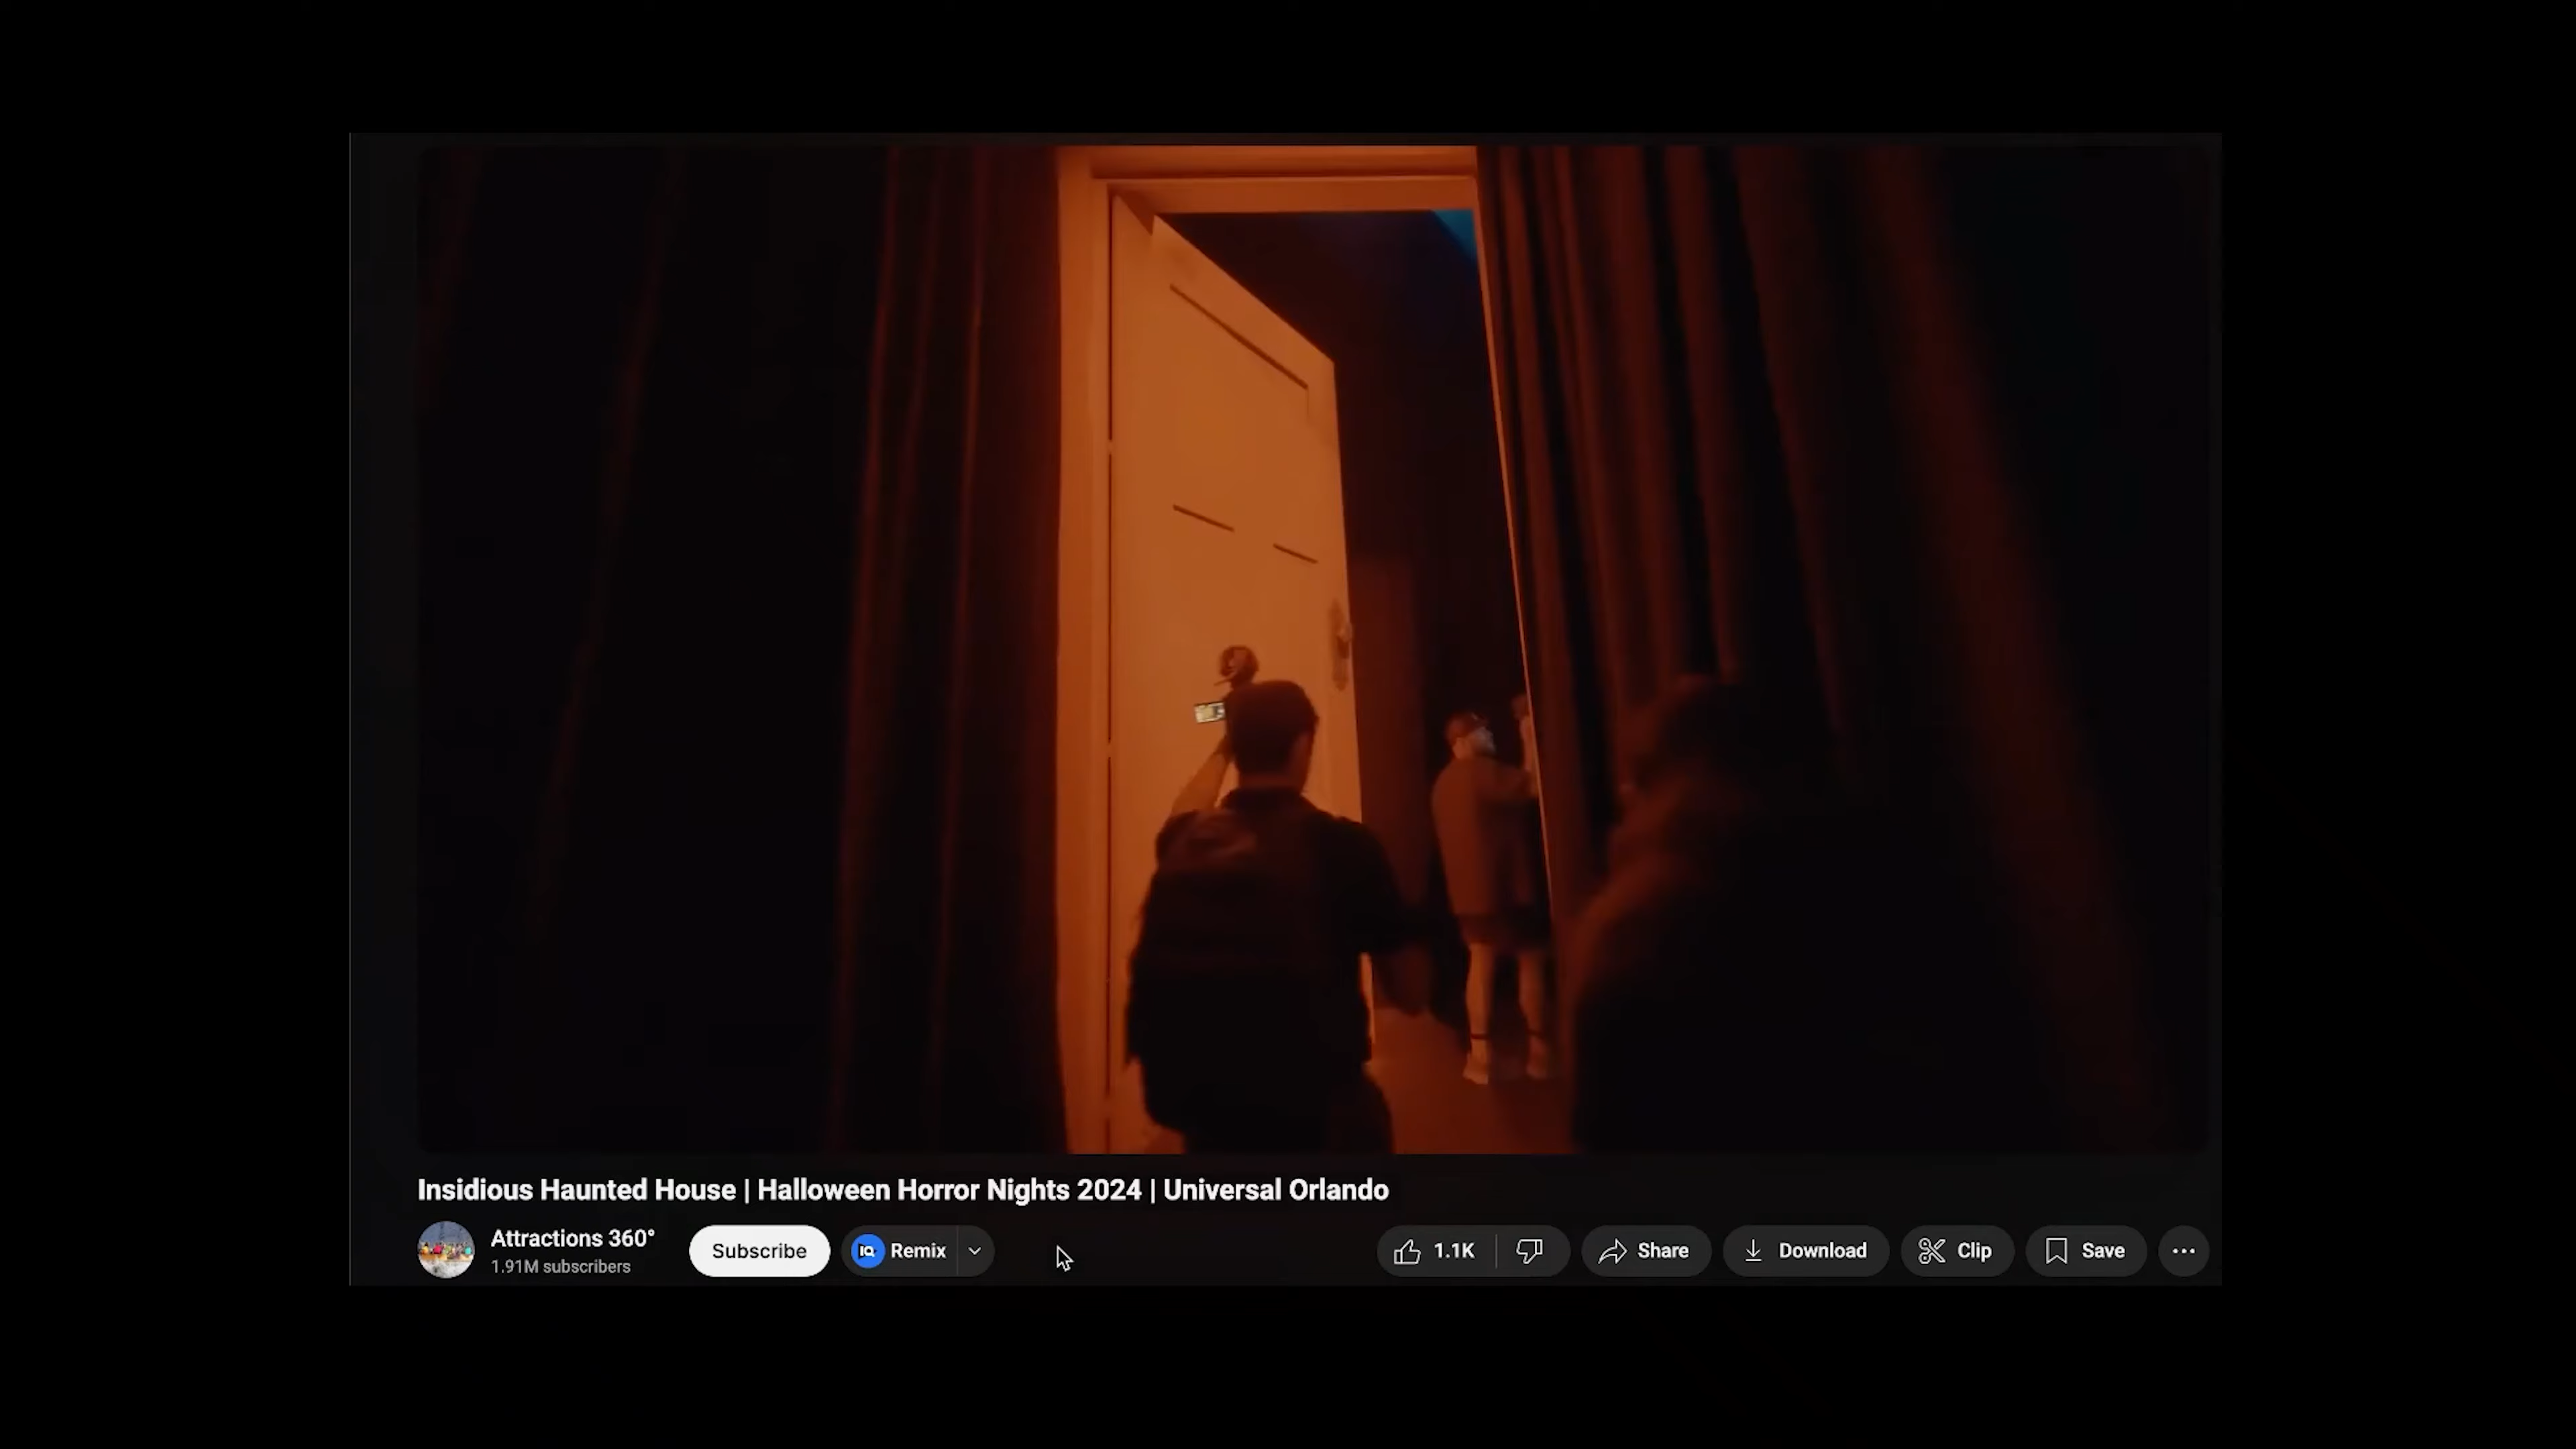 Insidious Haunted House | Halloween Horror Nights 2024 | Universal Orlando
Attractions 360°
1.91M subscribers
Subscribe
IQ Remix
1.1K
Share
Download
Clip
Save